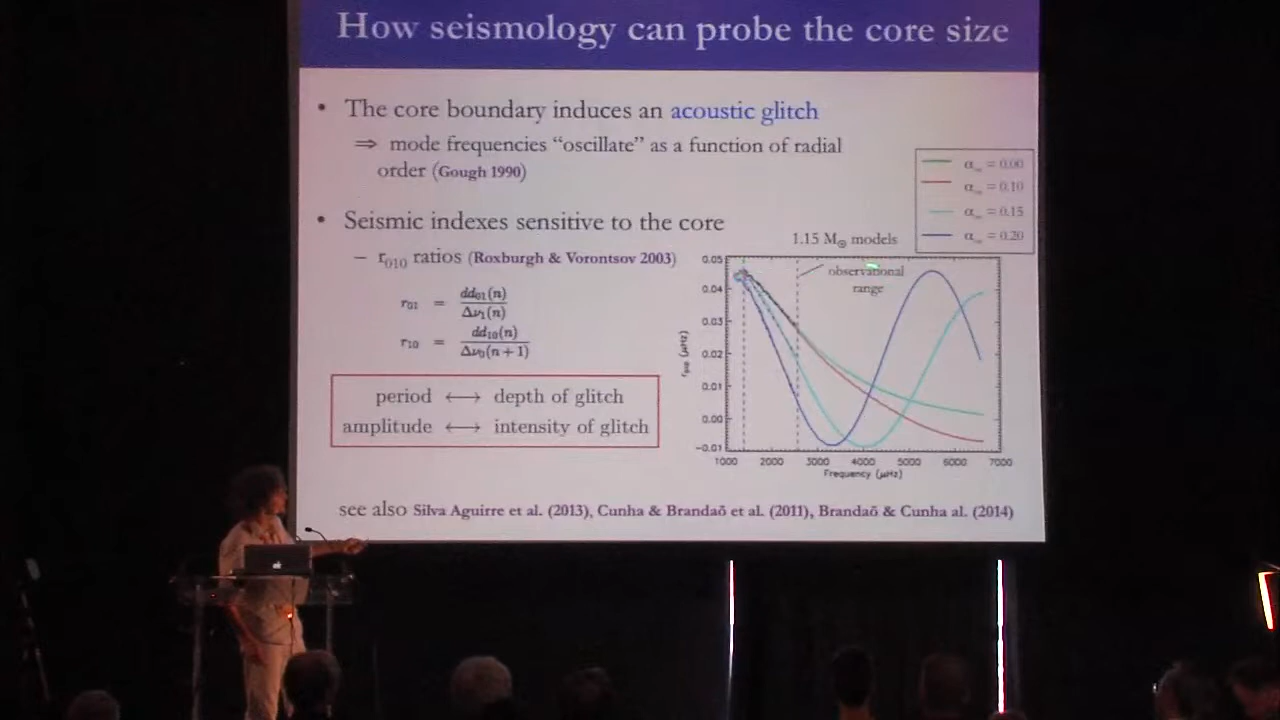 How seismology can probe the core size
• The core boundary induces an acoustic glitch
⇒ mode frequencies "oscillate" as a function of radial
order (Gough 1990)
• Seismic indexes sensitive to the core
– r010 ratios (Roxburgh & Vorontsov 2003)
r01 = dd01(n) / Δν1(n)
r10 = dd10(n) / Δν0(n+1)
period ⟷ depth of glitch
amplitude ⟷ intensity of glitch
α = 0.00
α = 0.10
α = 0.15
α = 0.20
1.15 M⊙ models
observational
range
0.05
0.04
0.03
0.02
0.01
0.00
−0.01
(μHz)
1000 2000 3000 4000 5000 6000 7000
Frequency (μHz)
see also Silva Aguirre et al. (2013), Cunha & Brandaõ et al. (2011), Brandaõ & Cunha al. (2014)